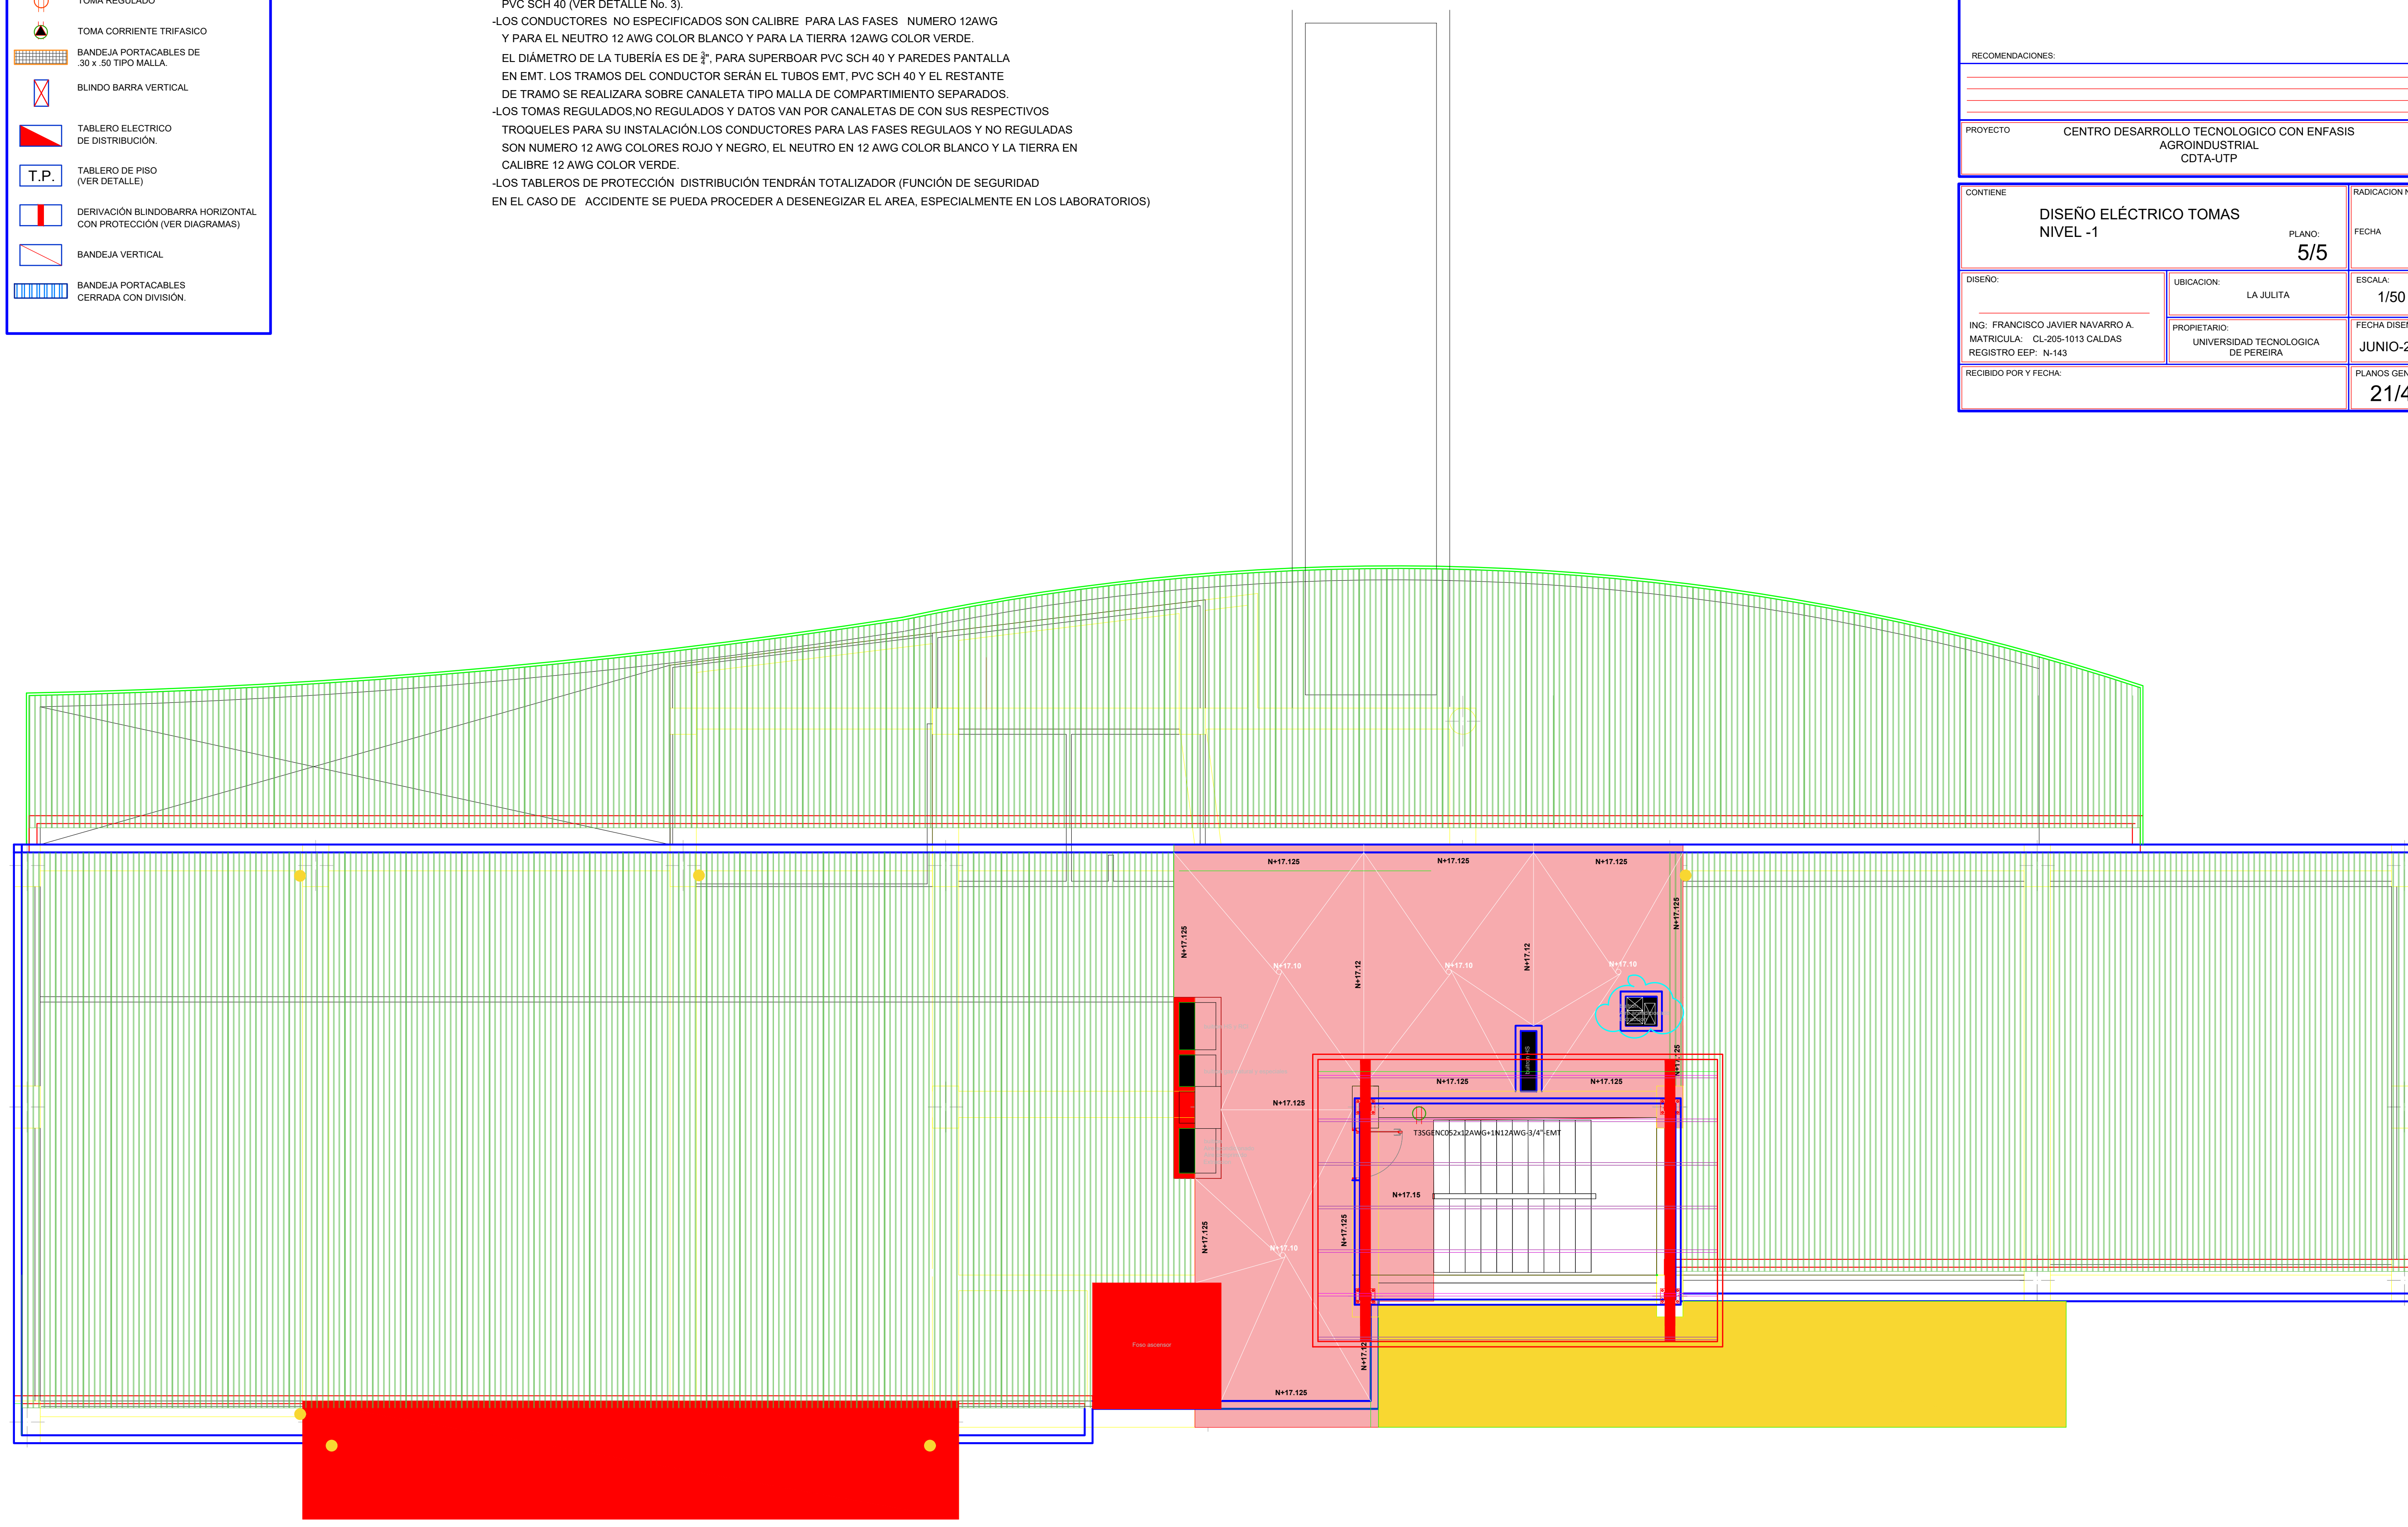 TOMA REGULADO
TOMA CORRIENTE TRIFASICO
BANDEJA PORTACABLES DE
.30 x .50 TIPO MALLA.
BLINDO BARRA VERTICAL
TABLERO ELECTRICO
DE DISTRIBUCIÓN.
T.P.
TABLERO DE PISO
(VER DETALLE)
DERIVACIÓN BLINDOBARRA HORIZONTAL
CON PROTECCIÓN (VER DIAGRAMAS)
BANDEJA VERTICAL
BANDEJA PORTACABLES
CERRADA CON DIVISIÓN.
PVC SCH 40 (VER DETALLE No. 3).
-LOS CONDUCTORES NO ESPECIFICADOS SON CALIBRE PARA LAS FASES NUMERO 12AWG
Y PARA EL NEUTRO 12 AWG COLOR BLANCO Y PARA LA TIERRA 12AWG COLOR VERDE.
EL DIÁMETRO DE LA TUBERÍA ES DE 3/4", PARA SUPERBOAR PVC SCH 40 Y PAREDES PANTALLA
EN EMT. LOS TRAMOS DEL CONDUCTOR SERÁN EL TUBOS EMT, PVC SCH 40 Y EL RESTANTE
DE TRAMO SE REALIZARA SOBRE CANALETA TIPO MALLA DE COMPARTIMIENTO SEPARADOS.
-LOS TOMAS REGULADOS,NO REGULADOS Y DATOS VAN POR CANALETAS DE CON SUS RESPECTIVOS
TROQUELES PARA SU INSTALACIÓN.LOS CONDUCTORES PARA LAS FASES REGULAOS Y NO REGULADAS
SON NUMERO 12 AWG COLORES ROJO Y NEGRO, EL NEUTRO EN 12 AWG COLOR BLANCO Y LA TIERRA EN
CALIBRE 12 AWG COLOR VERDE.
-LOS TABLEROS DE PROTECCIÓN DISTRIBUCIÓN TENDRÁN TOTALIZADOR (FUNCIÓN DE SEGURIDAD
EN EL CASO DE ACCIDENTE SE PUEDA PROCEDER A DESENEGIZAR EL AREA, ESPECIALMENTE EN LOS LABORATORIOS)
RECOMENDACIONES:
PROYECTO
CENTRO DESARROLLO TECNOLOGICO CON ENFASIS
AGROINDUSTRIAL
CDTA-UTP
CONTIENE
DISEÑO ELÉCTRICO TOMAS
NIVEL -1
PLANO:
5/5
RADICACION N
FECHA
DISEÑO:
ING: FRANCISCO JAVIER NAVARRO A.
MATRICULA: CL-205-1013 CALDAS
REGISTRO EEP: N-143
UBICACION:
LA JULITA
ESCALA:
1/50
PROPIETARIO:
UNIVERSIDAD TECNOLOGICA
DE PEREIRA
FECHA DISE
JUNIO-2
RECIBIDO POR Y FECHA:
PLANOS GEN
21/4
N+17.125
N+17.125
N+17.125
N+17.125
N+17.125
N+17.12
N+17.12
N+17.10
N+17.10
N+17.10
N+17.125
N+17.125
N+17.125
N+17.125
T3SGENC052x12AWG+1N12AWG-3/4"-EMT
N+17.15
N+17.125
N+17.125
N+17.10
Foso ascensor
N+17.12
N+17.125